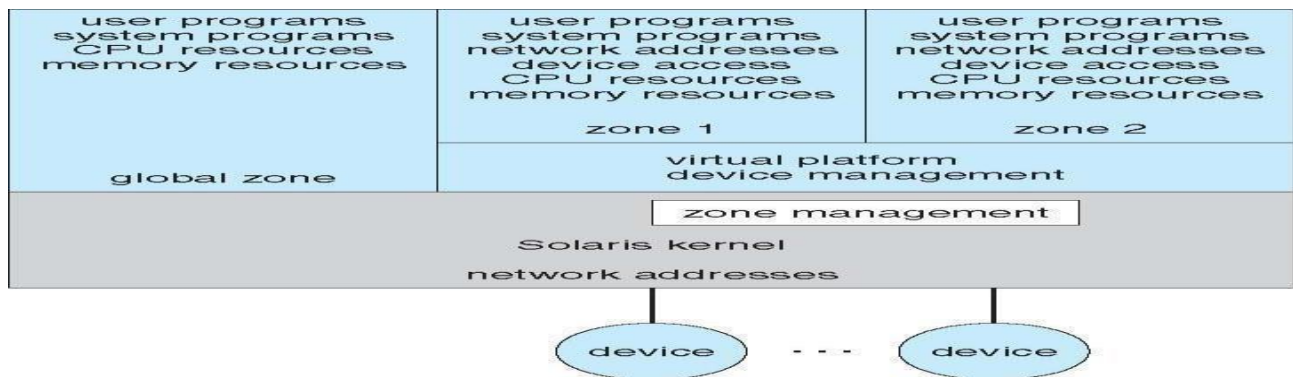 user programs
system programs
CPU resources
memory resources
global zone
user programs
system programs
network addresses
device access
CPU resources
memory resources
zone 1
user programs
system programs
network addresses
device access
CPU resources
memory resources
zone 2
virtual platform
device management
zone management
Solaris kernel
network addresses
device
. . .
device